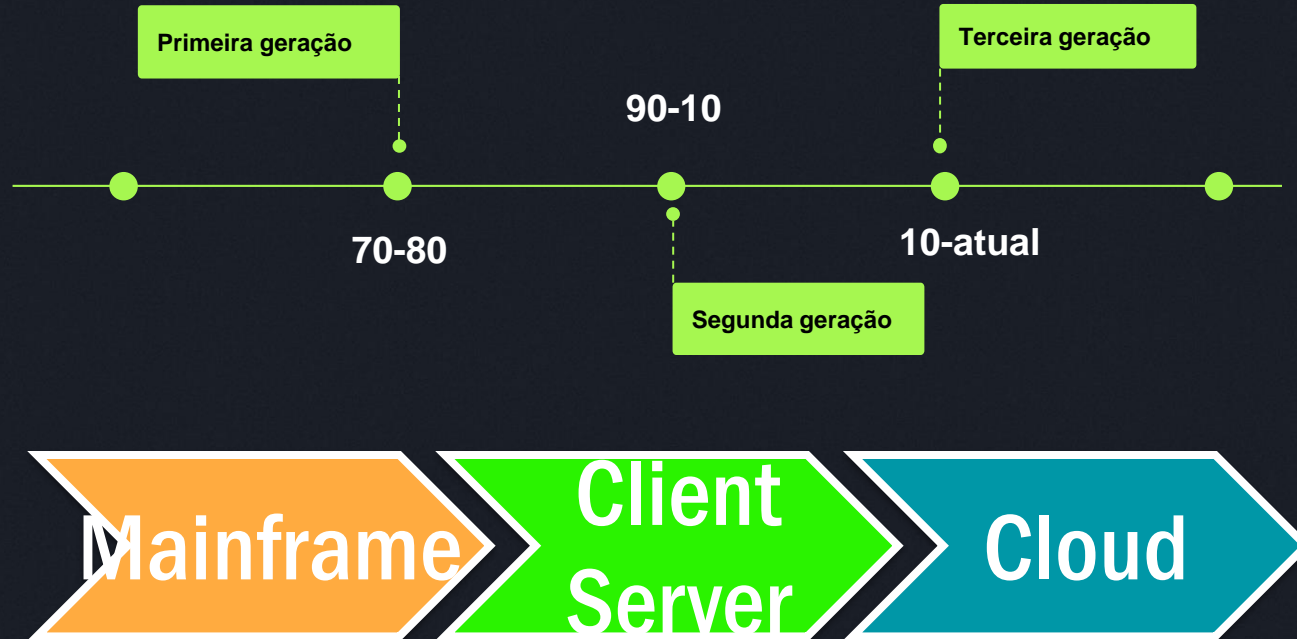 Primeira geração
Terceira geração
90-10
70-80
10-atual
Segunda geração
Mainframe
Client
Server
Cloud